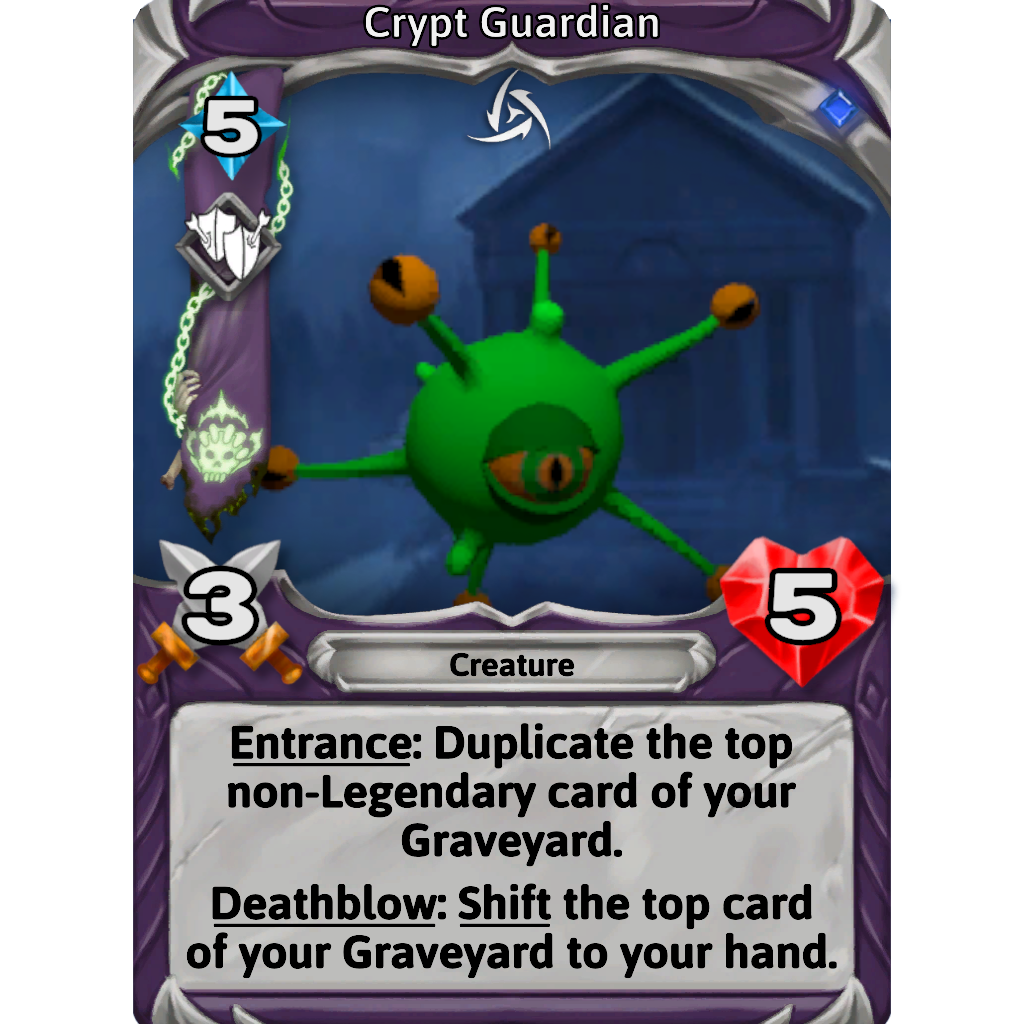 Crypt Guardian
5
3
5
Creature
Entrance: Duplicate the top
non-Legendary card of your
Graveyard.
Deathblow: Shift the top card
of your Graveyard to your hand.